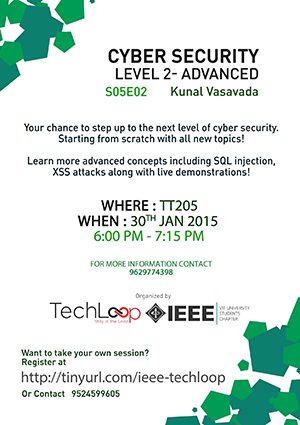 CYBER SECURITY
LEVEL 2- ADVANCED
S05E02 Kunal Vasavada
Your chance to step up to the next level of cyber security.
Starting from scratch with all new topics!
Learn more advanced concepts including SQL injection,
XSS attacks along with live demonstrations!
WHERE : TT205
WHEN : 30TH JAN 2015
6:00 PM - 7:15 PM
FOR MORE INFORMATION CONTACT
9629774398
Organized by
TechLoop
Stay in the Loop
IEEE
VIT UNIVERSITY
STUDENTS
CHAPTER
Want to take your own session?
Register at
http://tinyurl.com/ieee-techloop
Or Contact 9524599605